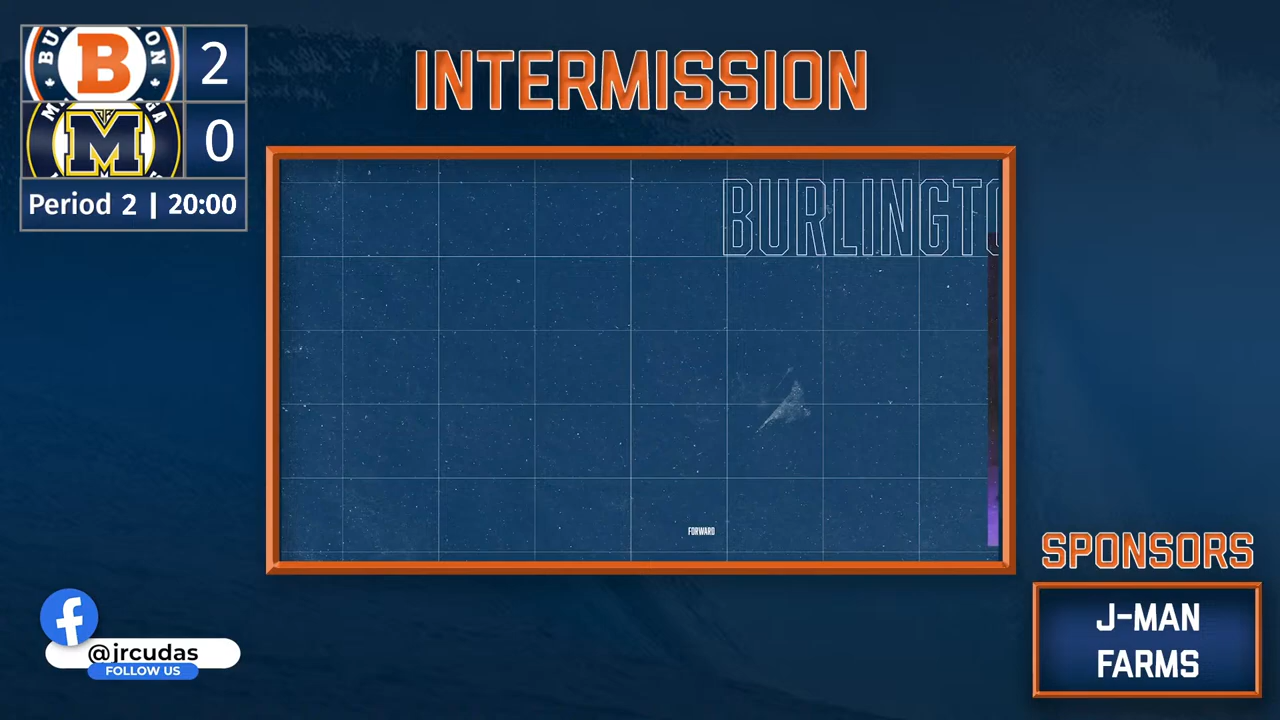 B
2
INTERMISSION
M
0
Period 2 | 20:00
BURLINGTO
FORWARD
SPONSORS
J-MAN
FARMS
@jrcudas
FOLLOW US